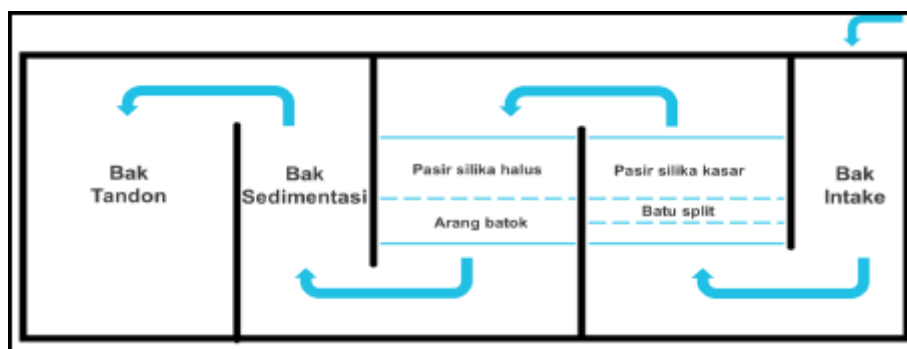 Bak
Tandon
Bak
Sedimentasi
Pasir silika halus
Arang batok
Pasir silika kasar
Batu split
Bak
Intake